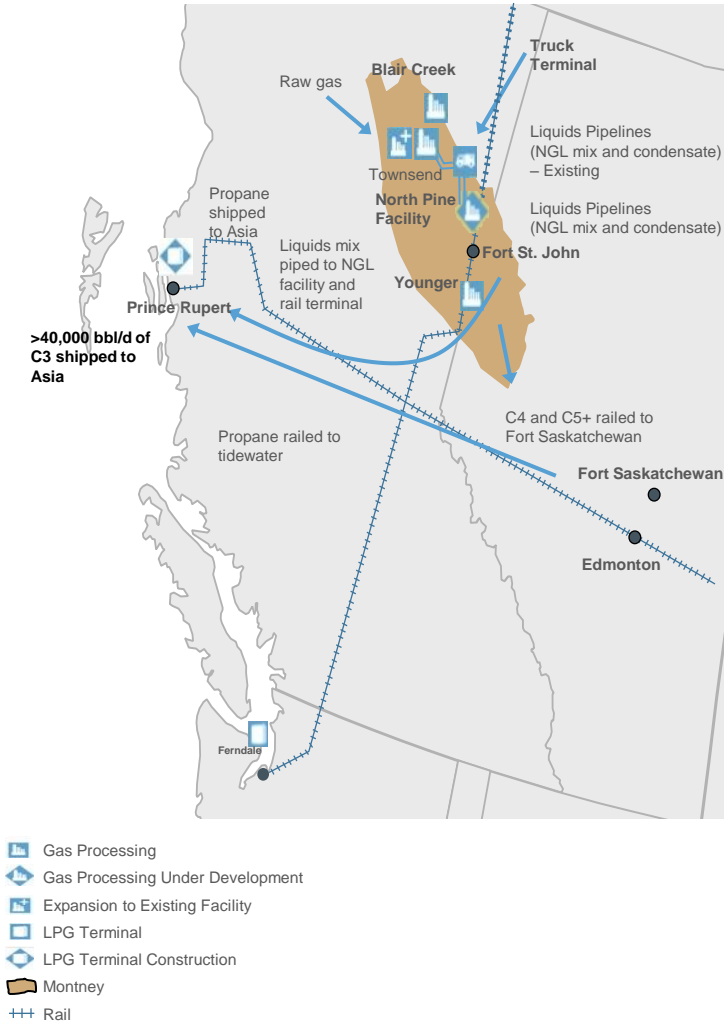 Truck
Terminal
Blair Creek
Raw gas
Liquids Pipelines
(NGL mix and condensate)
– Existing
Townsend
Propane
shipped
to Asia
North Pine
Facility
Liquids Pipelines
(NGL mix and condensate)
Liquids mix
piped to NGL
facility and
rail terminal
Fort St. John
Younger
Prince Rupert
>40,000 bbl/d of
C3 shipped to
Asia
C4 and C5+ railed to
Fort Saskatchewan
Propane railed to
tidewater
Fort Saskatchewan
Edmonton
Ferndale
Gas Processing
Gas Processing Under Development
Expansion to Existing Facility
LPG Terminal
LPG Terminal Construction
Montney
Rail